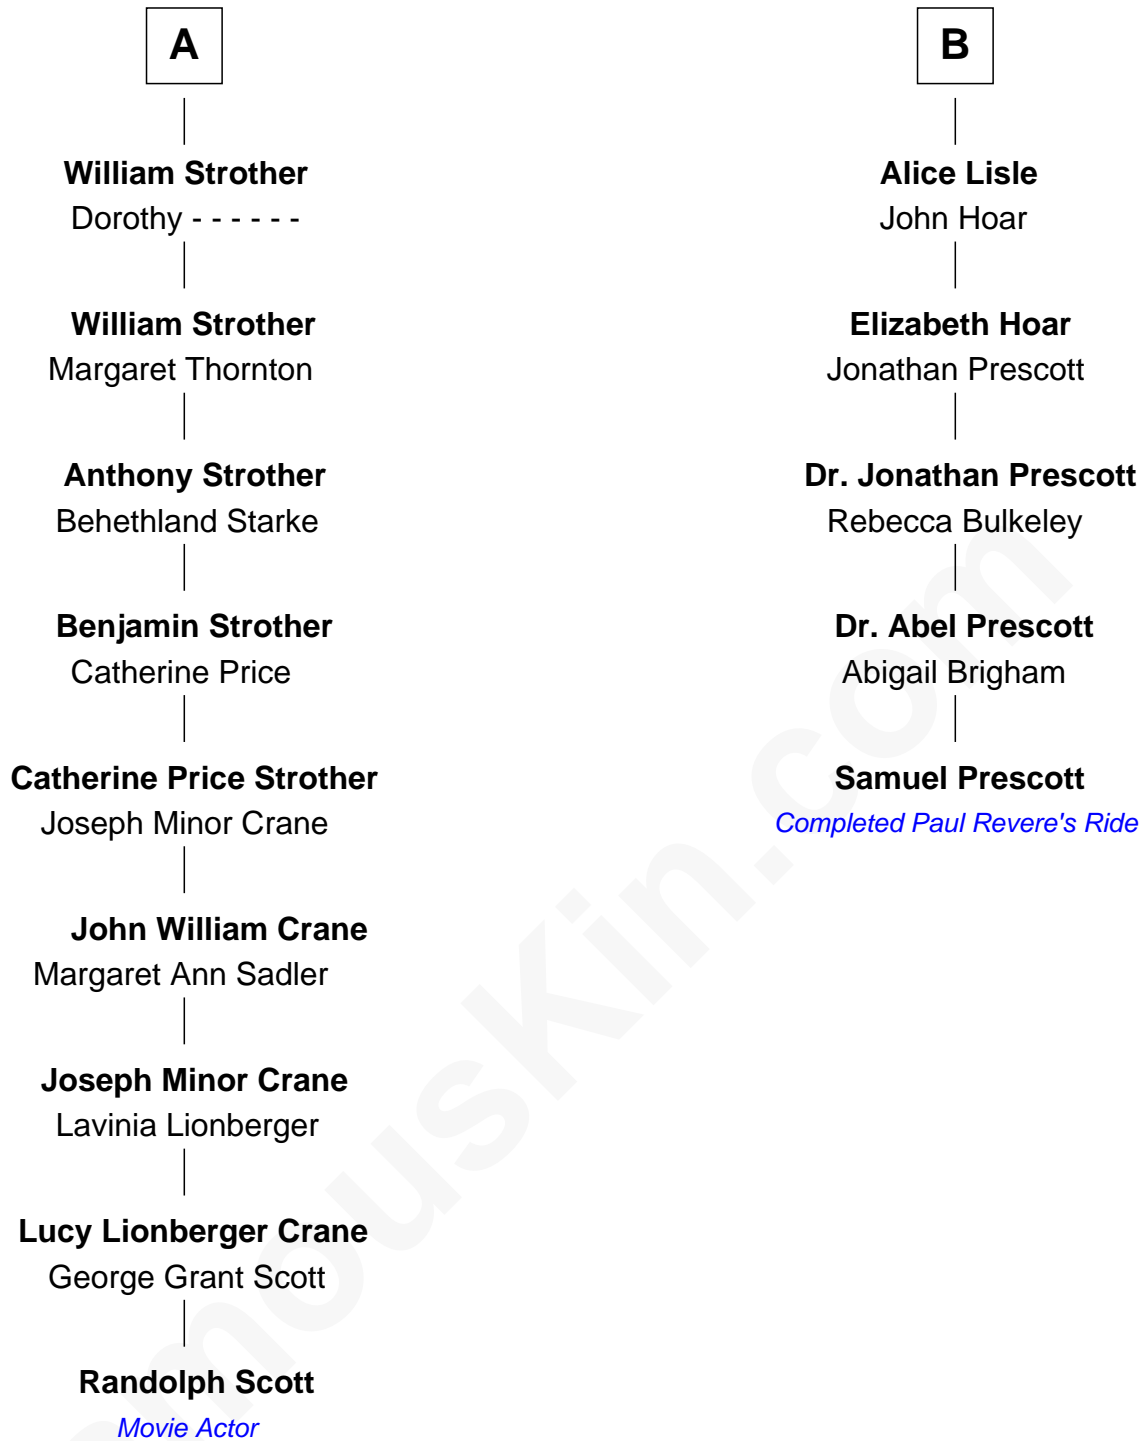 A
William Strother
Dorothy - - - - - -
William Strother
Margaret Thornton
Anthony Strother
Behethland Starke
Benjamin Strother
Catherine Price
Catherine Price Strother
Joseph Minor Crane
John William Crane
Margaret Ann Sadler
Joseph Minor Crane
Lavinia Lionberger
Lucy Lionberger Crane
George Grant Scott
Randolph Scott
Movie Actor
B
Alice Lisle
John Hoar
Elizabeth Hoar
Jonathan Prescott
Dr. Jonathan Prescott
Rebecca Bulkeley
Dr. Abel Prescott
Abigail Brigham
Samuel Prescott
Completed Paul Revere's Ride
mouskin.com